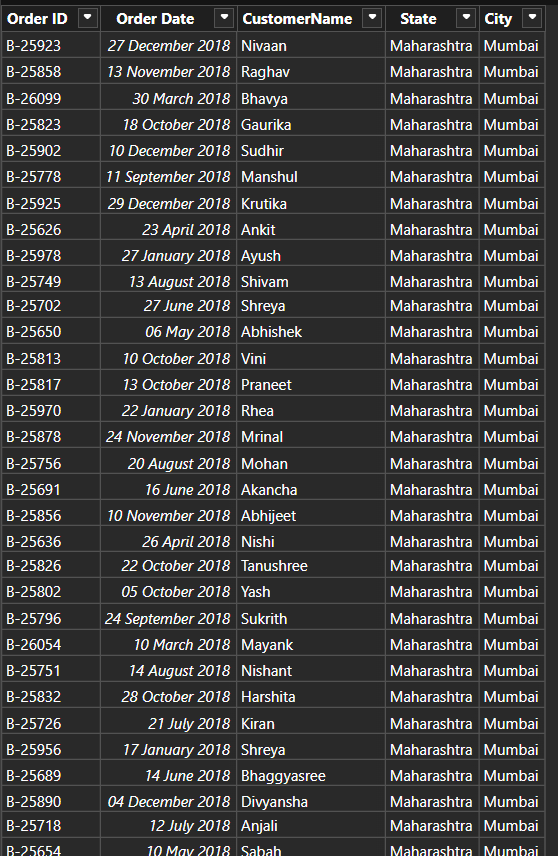 Order ID Order Date CustomerName State City
B-25923 27 December 2018 Nivaan Maharashtra Mumbai
B-25858 13 November 2018 Raghav Maharashtra Mumbai
B-26099 30 March 2018 Bhavya Maharashtra Mumbai
B-25823 18 October 2018 Gaurika Maharashtra Mumbai
B-25902 10 December 2018 Sudhir Maharashtra Mumbai
B-25778 11 September 2018 Manshul Maharashtra Mumbai
B-25925 29 December 2018 Krutika Maharashtra Mumbai
B-25626 23 April 2018 Ankit Maharashtra Mumbai
B-25978 27 January 2018 Ayush Maharashtra Mumbai
B-25749 13 August 2018 Shivam Maharashtra Mumbai
B-25702 27 June 2018 Shreya Maharashtra Mumbai
B-25650 06 May 2018 Abhishek Maharashtra Mumbai
B-25813 10 October 2018 Vini Maharashtra Mumbai
B-25817 13 October 2018 Praneet Maharashtra Mumbai
B-25970 22 January 2018 Rhea Maharashtra Mumbai
B-25878 24 November 2018 Mrinal Maharashtra Mumbai
B-25756 20 August 2018 Mohan Maharashtra Mumbai
B-25691 16 June 2018 Akancha Maharashtra Mumbai
B-25856 10 November 2018 Abhijeet Maharashtra Mumbai
B-25636 26 April 2018 Nishi Maharashtra Mumbai
B-25826 22 October 2018 Tanushree Maharashtra Mumbai
B-25802 05 October 2018 Yash Maharashtra Mumbai
B-25796 24 September 2018 Sukrith Maharashtra Mumbai
B-26054 10 March 2018 Mayank Maharashtra Mumbai
B-25751 14 August 2018 Nishant Maharashtra Mumbai
B-25832 28 October 2018 Harshita Maharashtra Mumbai
B-25726 21 July 2018 Kiran Maharashtra Mumbai
B-25956 17 January 2018 Shreya Maharashtra Mumbai
B-25689 14 June 2018 Bhaggyasree Maharashtra Mumbai
B-25890 04 December 2018 Divyansha Maharashtra Mumbai
B-25718 12 July 2018 Anjali Maharashtra Mumbai
B-25654 10 May 2018 Sabah Maharashtra Mumbai